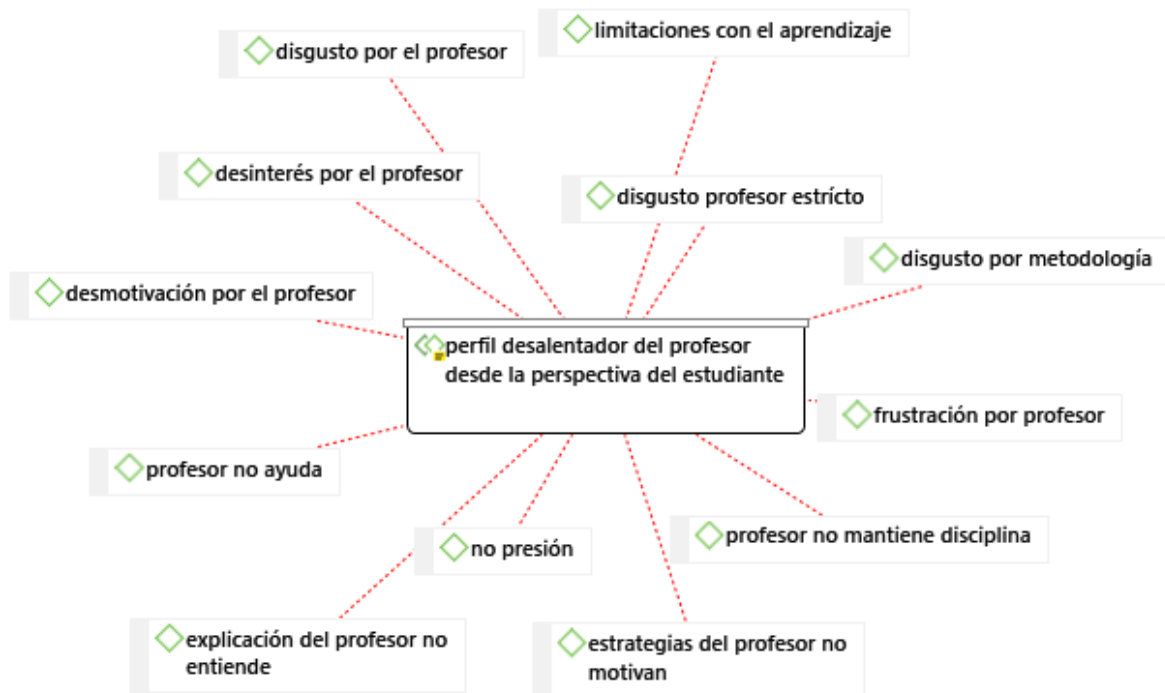 limitaciones con el aprendizaje
disgusto por el profesor
desinterés por el profesor
disgusto profesor estrícto
disgusto por metodología
desmotivación por el profesor
perfil desalentador del profesor
desde la perspectiva del estudiante
frustración por profesor
profesor no ayuda
profesor no mantiene disciplina
no presión
explicación del profesor no
entiende
estrategias del profesor no
motivan